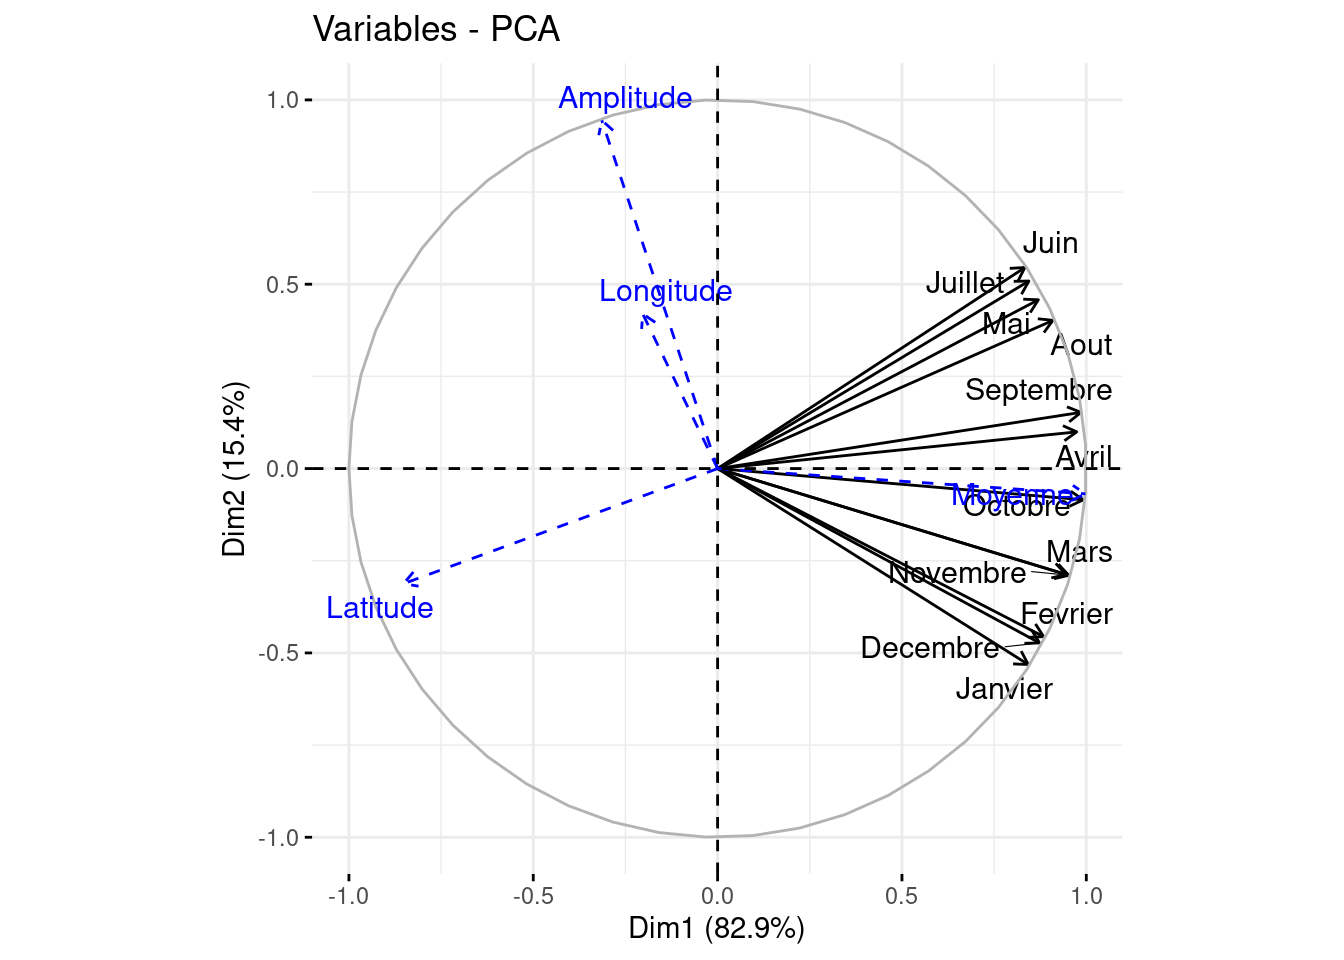 Variables - PCA
1.0
0.5
0.0
-0.5
-1.0
Dim2 (15.4%)
Amplitude
Longitude
Latitude
Juin
Juillet
Mai
Aout
Septembre
Avril
Moyenne
Octobre
Mars
Novembre
Fevrier
Decembre
Janvier
-1.0
-0.5
0.0
0.5
1.0
Dim1 (82.9%)